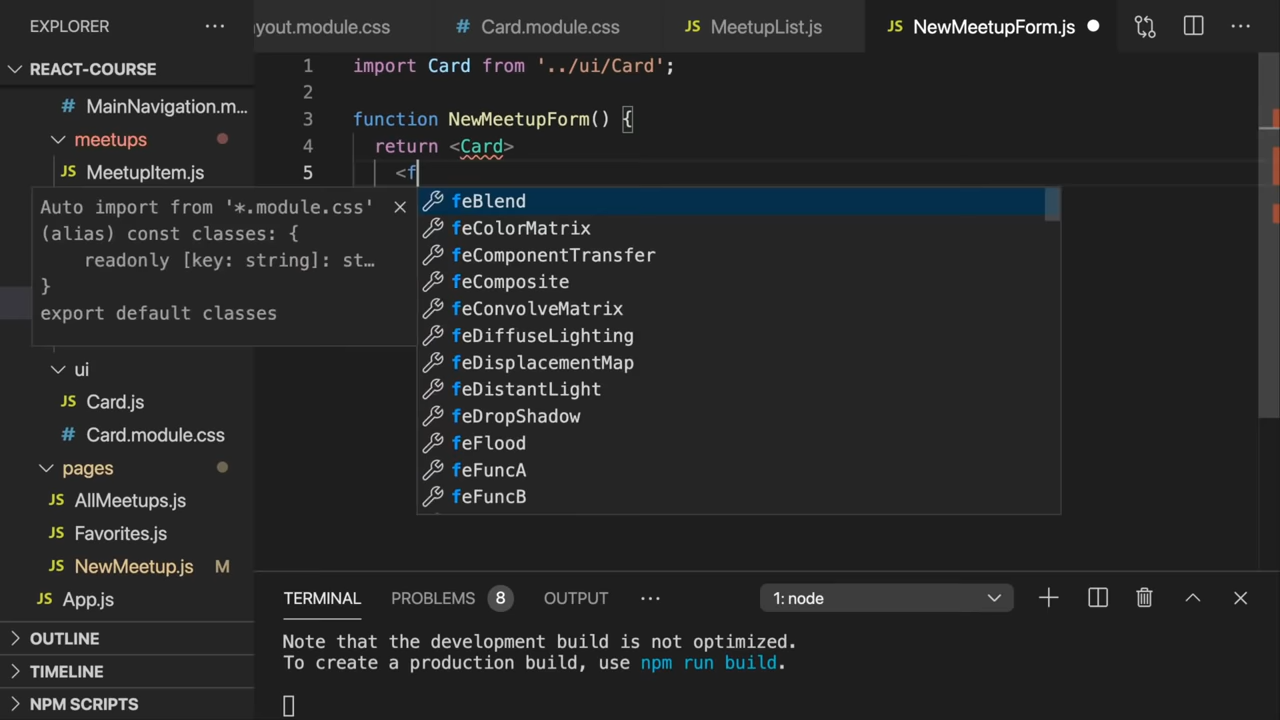 EXPLORER
REACT-COURSE
MainNavigation.m...
meetups
JS MeetupItem.js
ui
JS Card.js
# Card.module.css
pages
JS AllMeetups.js
JS Favorites.js
JS NewMeetup.js M
JS App.js
OUTLINE
TIMELINE
NPM SCRIPTS
ayout.module.css
# Card.module.css
JS MeetupList.js
JS NewMeetupForm.js
1 import Card from '../ui/Card';
2
3 function NewMeetupForm() {
4 return <Card>
5 <f
Auto import from '*.module.css'
(alias) const classes: {
readonly [key: string]: st...
}
export default classes
feBlend
feColorMatrix
feComponentTransfer
feComposite
feConvolveMatrix
feDiffuseLighting
feDisplacementMap
feDistantLight
feDropShadow
feFlood
feFuncA
feFuncB
TERMINAL
PROBLEMS 8
OUTPUT
1: node
Note that the development build is not optimized.
To create a production build, use npm run build.